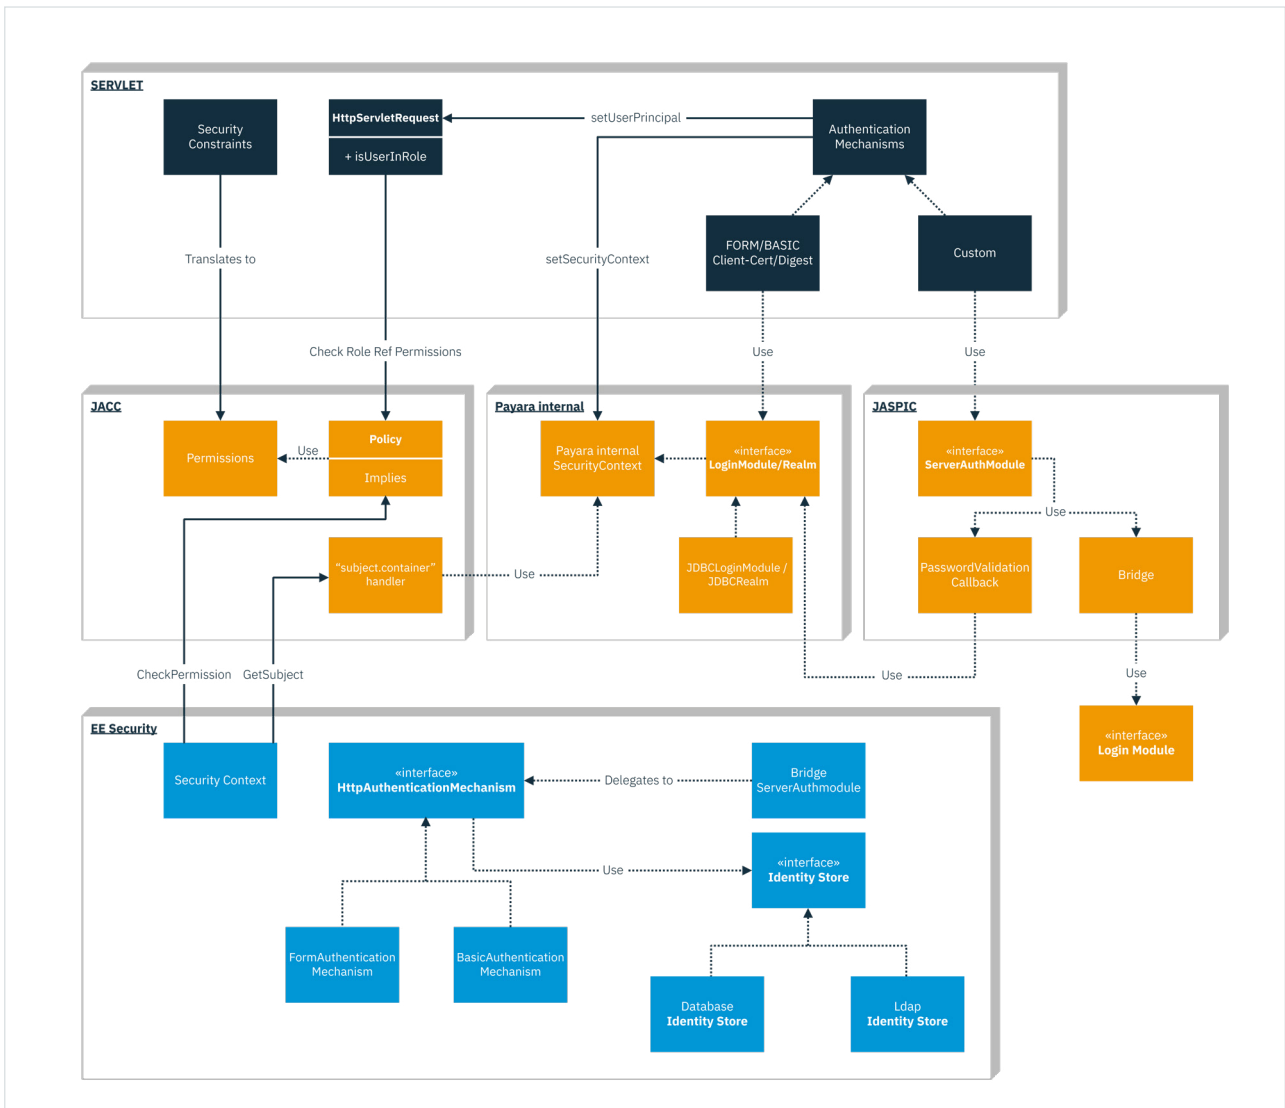 SERVLET
Security
Constraints
HttpServletRequest
+ isUserInRole
setUserPrincipal
Authentication
Mechanisms
Translates to
setSecurityContext
FORM/BASIC
Client-Cert/Digest
Custom
Check Role Ref Permissions
Use
Use
JACC
Permissions
Use
Policy
Implies
"subject.container"
handler
Use
Payara internal
Payara internal
SecurityContext
«interface»
LoginModule/Realm
JDBCLoginModule /
JDBCRealm
JASPIC
«interface»
ServerAuthModule
Use
PasswordValidation
Callback
Bridge
CheckPermission
GetSubject
Use
Use
«interface»
Login Module
EE Security
Security Context
«interface»
HttpAuthenticationMechanism
Delegates to
Bridge
ServerAuthmodule
Use
«interface»
Identity Store
FormAuthentication
Mechanism
BasicAuthentication
Mechanism
Database
Identity Store
Ldap
Identity Store